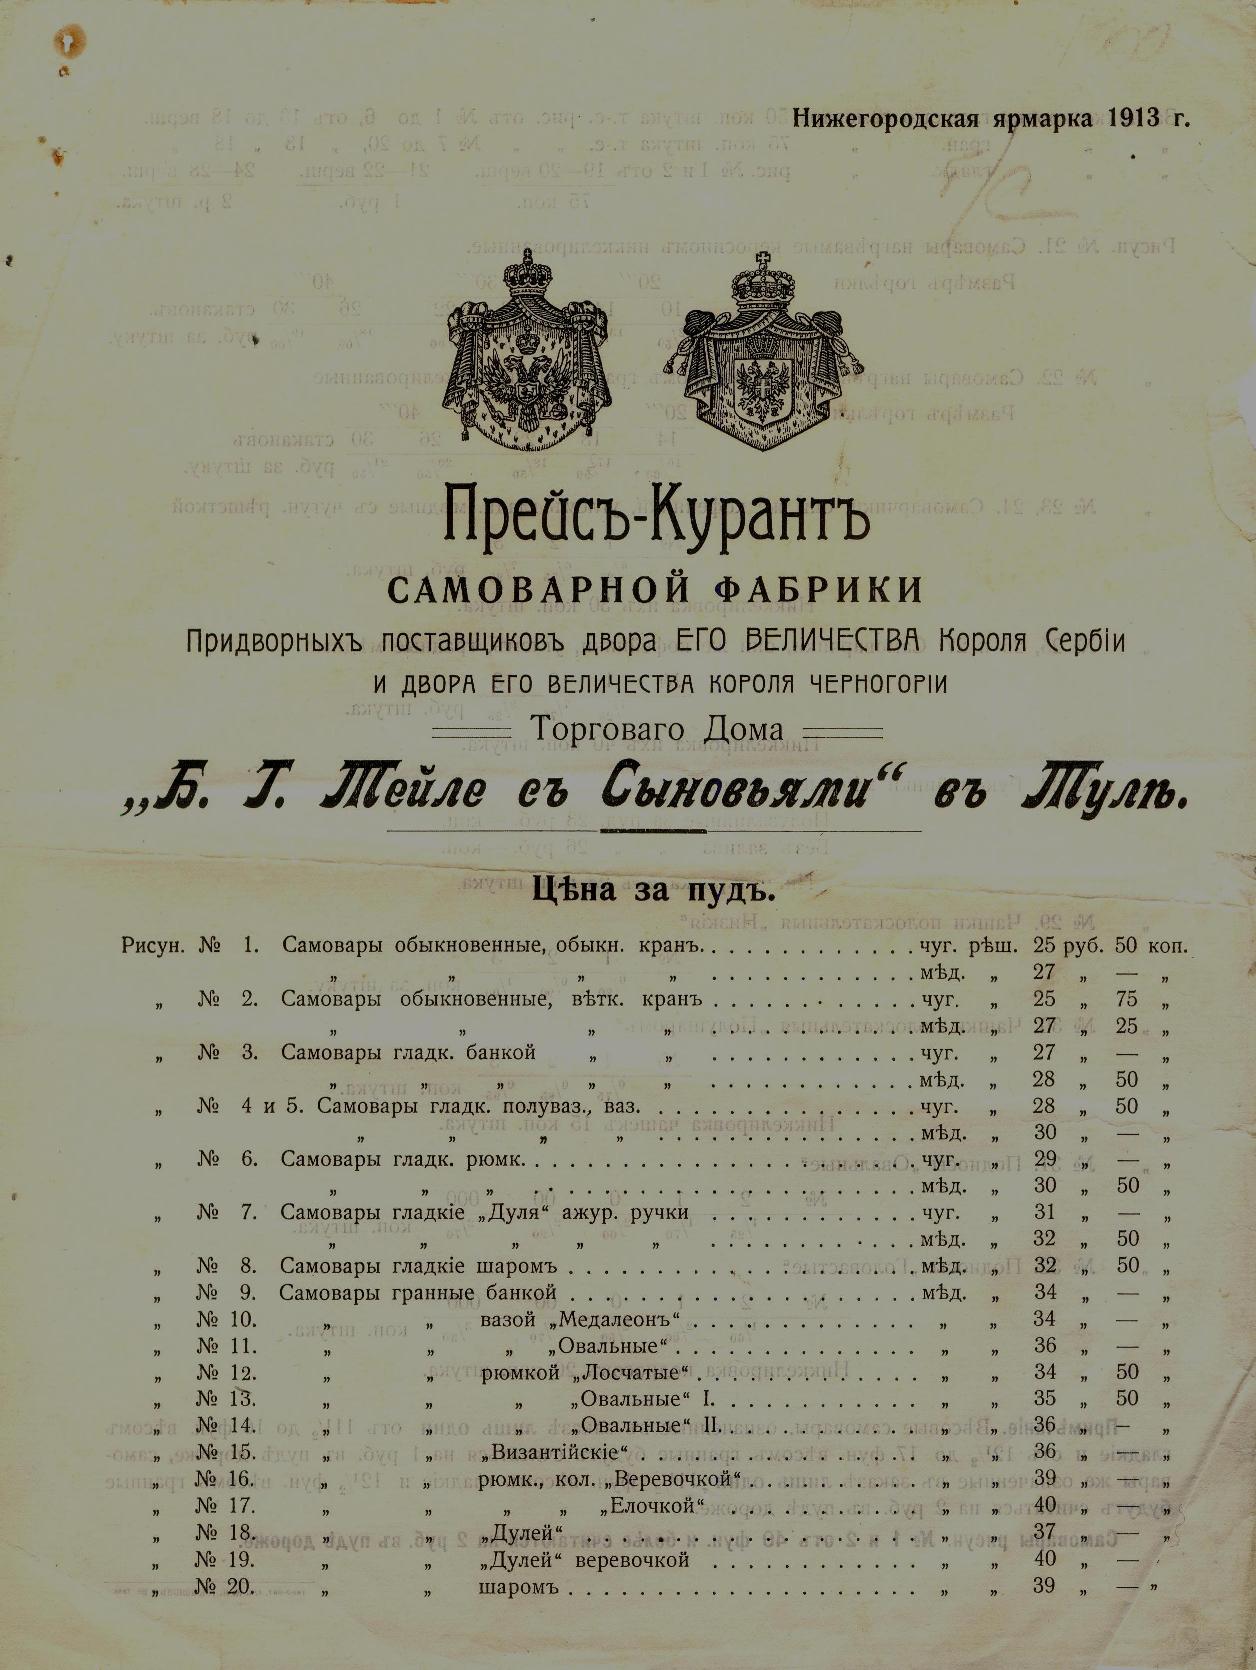 Нижегородская ярмарка 1913 г.
Прейсъ-Курантъ
САМОВАРНОЙ ФАБРИКИ
Придворныхъ поставщиковъ двора ЕГО ВЕЛИЧЕСТВА Короля Сербіи
И ДВОРА ЕГО ВЕЛИЧЕСТВА КОРОЛЯ ЧЕРНОГОРІИ
Торговаго Дома
„Б. Г. Тейле съ Сыновьями“ въ Тулѣ.
Цѣна за пудъ.
Рисун. № 1. Самовары обыкновенные, обыкн. кранъ. . . . . . . . . . . . . чуг. рѣш. 25 руб. 50 коп.
„ „ „ „ . . . . . . . . . . . . мѣд. „ 27 „ — „
„ № 2. Самовары обыкновенные, вѣтк. кранъ . . . . . . . . . . . . чуг. „ 25 „ 75 „
„ „ „ „ . . . . . . . . . . . . мѣд. „ 27 „ 25 „
„ № 3. Самовары гладк. банкой „ „ . . . . . . . . . . . . чуг. „ 27 „ — „
„ „ „ „ „ . . . . . . . . . . . . мѣд. „ 28 „ 50 „
„ № 4 и 5. Самовары гладк. полуваз., ваз. . . . . . . . . . . . . . . . чуг. „ 28 „ 50 „
„ „ „ „ . . . . . . . . . . . . . . . мѣд. „ 30 „ — „
„ № 6. Самовары гладк. рюмк. . . . . . . . . . . . . . . . . . . . . . чуг. „ 29 „ — „
„ „ „ . . . . . . . . . . . . . . . . . . . . . . мѣд. „ 30 „ 50 „
„ № 7. Самовары гладкіе „Дуля“ ажур. ручки . . . . . . . . . . . . чуг. „ 31 „ — „
„ „ „ „ „ . . . . . . . . . . . . мѣд. „ 32 „ 50 „
„ № 8. Самовары гладкіе шаромъ . . . . . . . . . . . . . . . . . . . . мѣд. „ 32 „ 50 „
„ № 9. Самовары гранные банкой . . . . . . . . . . . . . . . . . . . . мѣд. „ 34 „ — „
„ № 10. „ „ вазой „Медалеонъ“ . . . . . . . . . . . . . „ „ 34 „ — „
„ № 11. „ „ „ „Овальные“ . . . . . . . . . . . . . . „ „ 36 „ — „
„ № 12. „ „ рюмкой „Лосчатые“ . . . . . . . . . . . . . „ „ 34 „ 50 „
„ № 13. „ „ „ „Овальные“ I. . . . . . . . . . . . „ „ 35 „ 50 „
„ № 14. „ „ „ „Овальные“ II. . . . . . . . . . . . „ „ 36 „ — „
„ № 15. „ „ „Византійскіе“ . . . . . . . . . . . . . . . . „ „ 36 „ — „
„ № 16. „ „ рюмк., кол. „Веревочкой“ . . . . . . . . . . „ „ 39 „ — „
„ № 17. „ „ „ „ „Елочкой“ . . . . . . . . . . . „ „ 40 „ — „
„ № 18. „ „ „Дулей“ . . . . . . . . . . . . . . . . . . . . „ „ 37 „ — „
„ № 19. „ „ „Дулей“ веревочкой . . . . . . . . . . . . „ „ 40 „ —
„ № 20. „ „ шаромъ . . . . . . . . . . . . . . . . . . . . „ „ 39 „ — „